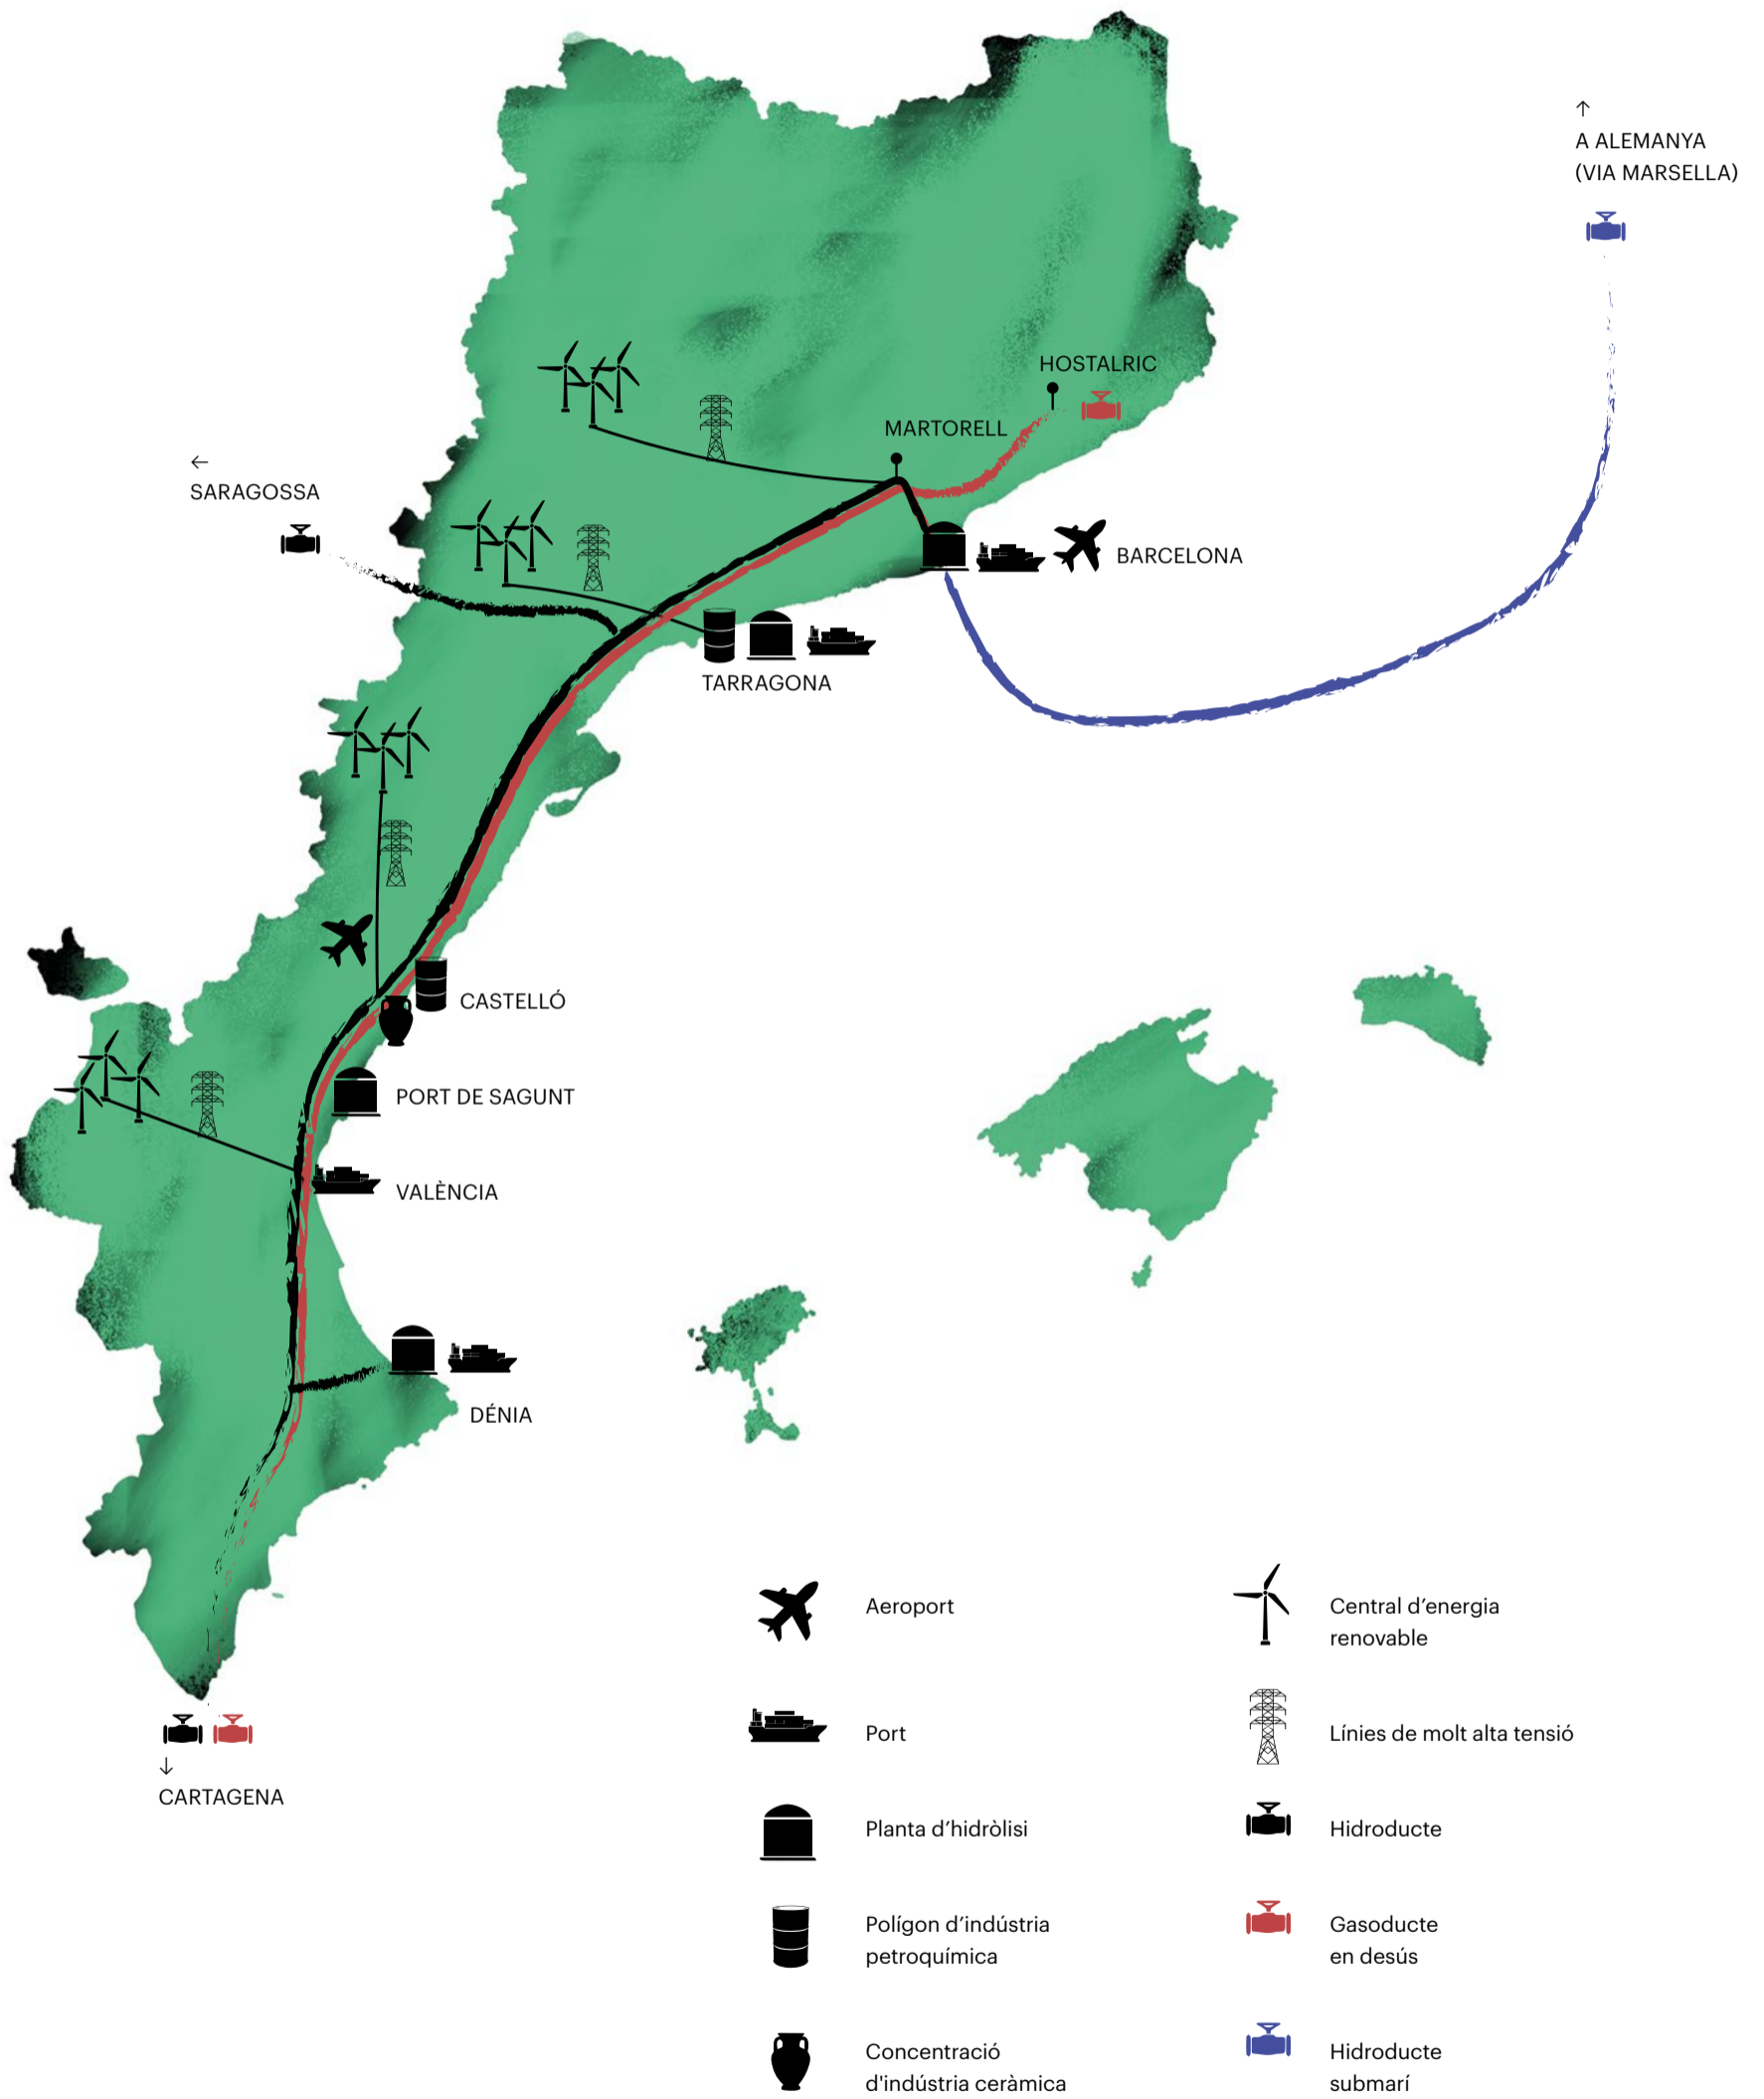 ↑
A ALEMANYA
(VIA MARSELLA)
HOSTALRIC
MARTORELL
←
SARAGOSSA
BARCELONA
TARRAGONA
CASTELLÓ
PORT DE SAGUNT
VALÈNCIA
DÉNIA
↓
CARTAGENA
Aeroport
Port
Planta d’hidròlisi
Polígon d’indústria
petroquímica
Concentració
d'indústria ceràmica
Central d’energia
renovable
Línies de molt alta tensió
Hidroducte
Gasoducte
en desús
Hidroducte
submarí